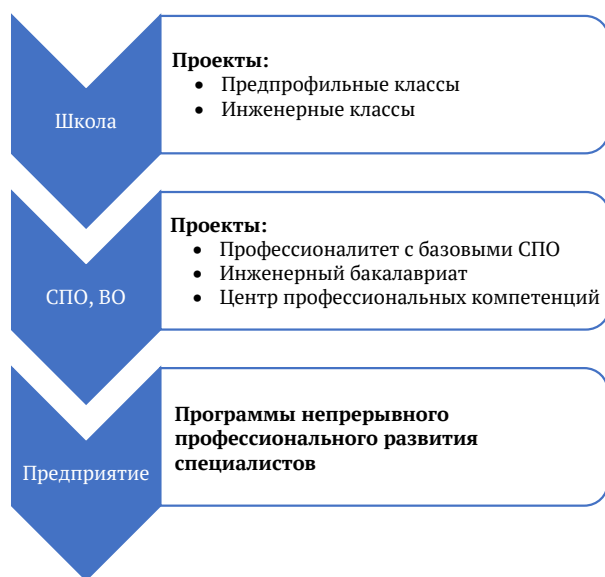 Школа
Проекты:
• Предпрофильные классы
• Инженерные классы
СПО, ВО
Проекты:
• Профессионалитет с базовыми СПО
• Инженерный бакалавриат
• Центр профессиональных компетенций
Предприятие
Программы непрерывного
профессионального развития
специалистов